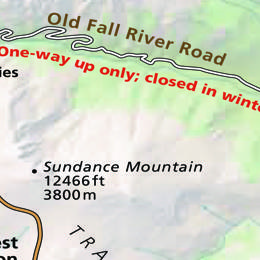 Old Fall River Road
One-way up only; closed in winte
ies
Sundance Mountain
12466 ft
3800 m
TRA
est
on